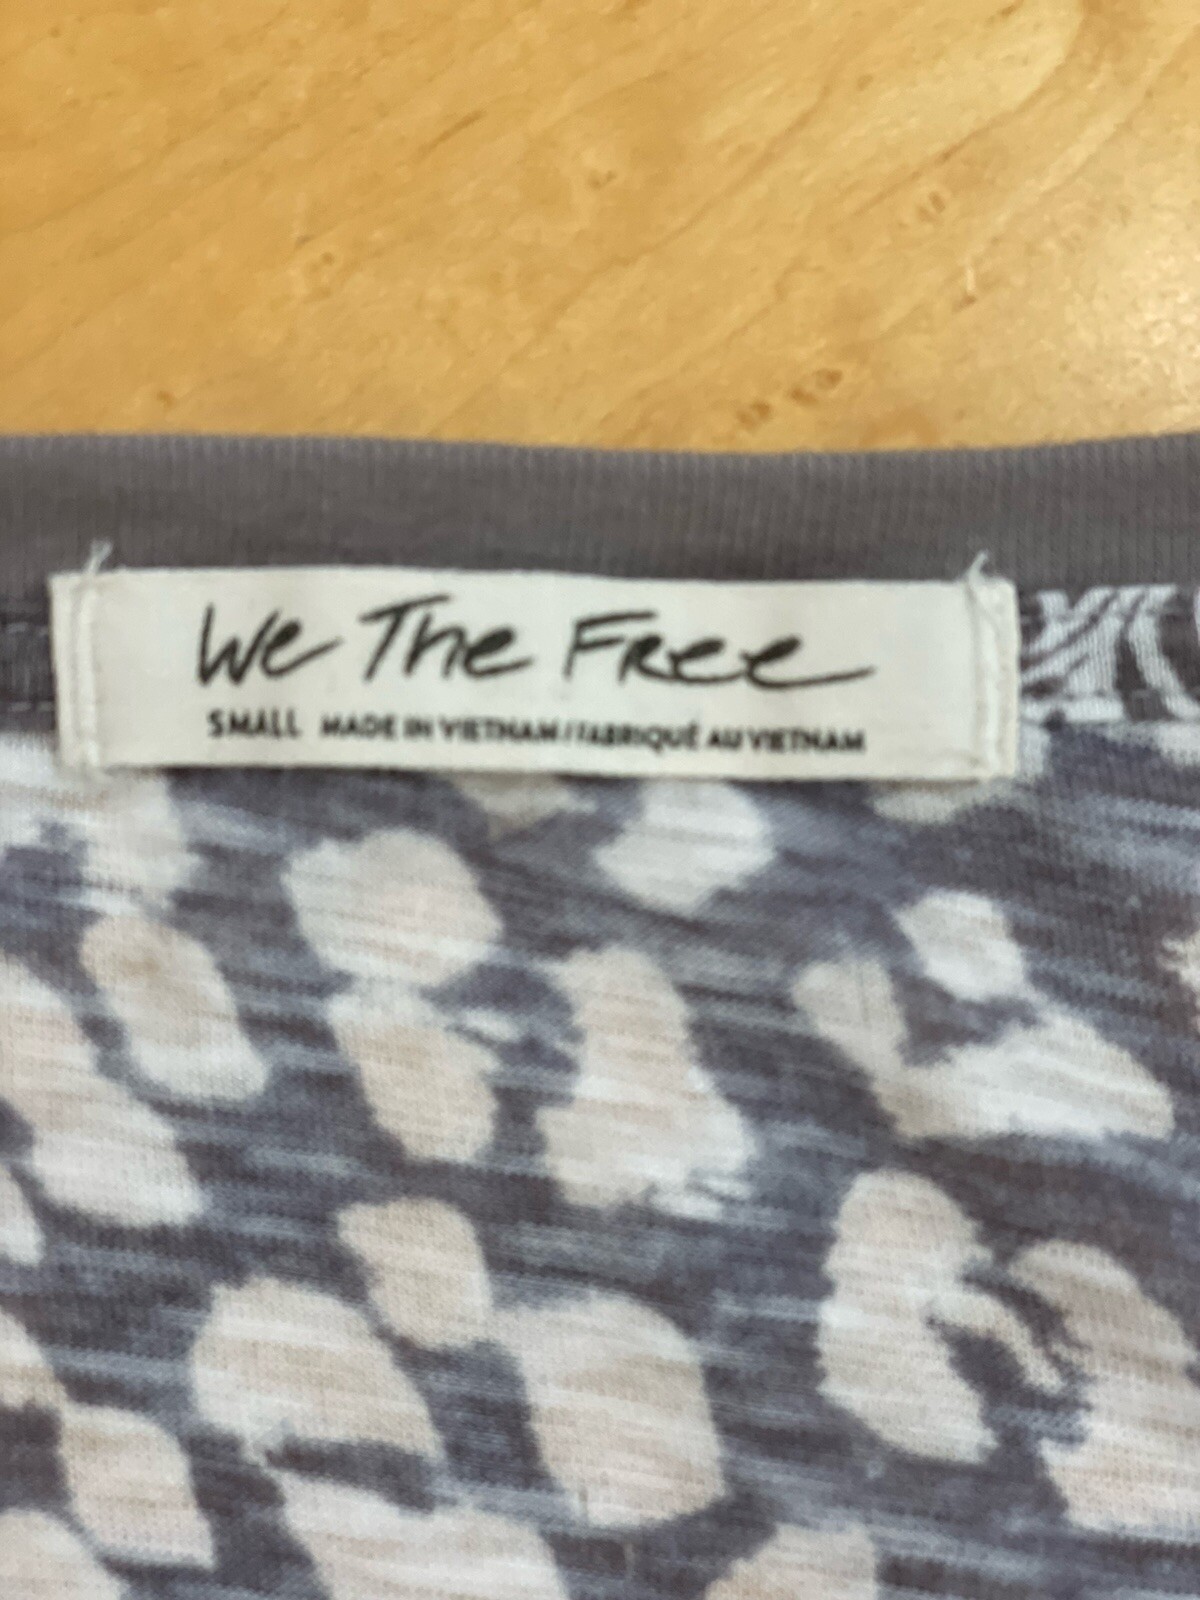 We The Free
SMALL MADE IN VIETNAM / FABRIQUÉ AU VIETNAM